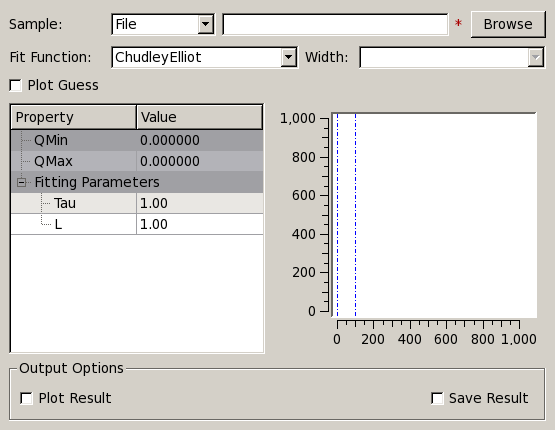 Sample: File * Browse
Fit Function: ChudleyElliot Width:
Plot Guess
Property Value
QMin 0.000000
QMax 0.000000
Fitting Parameters
Tau 1.00
L 1.00
1,000
800
600
400
200
0
0 200 400 600 800 1,000
Output Options
Plot Result Save Result